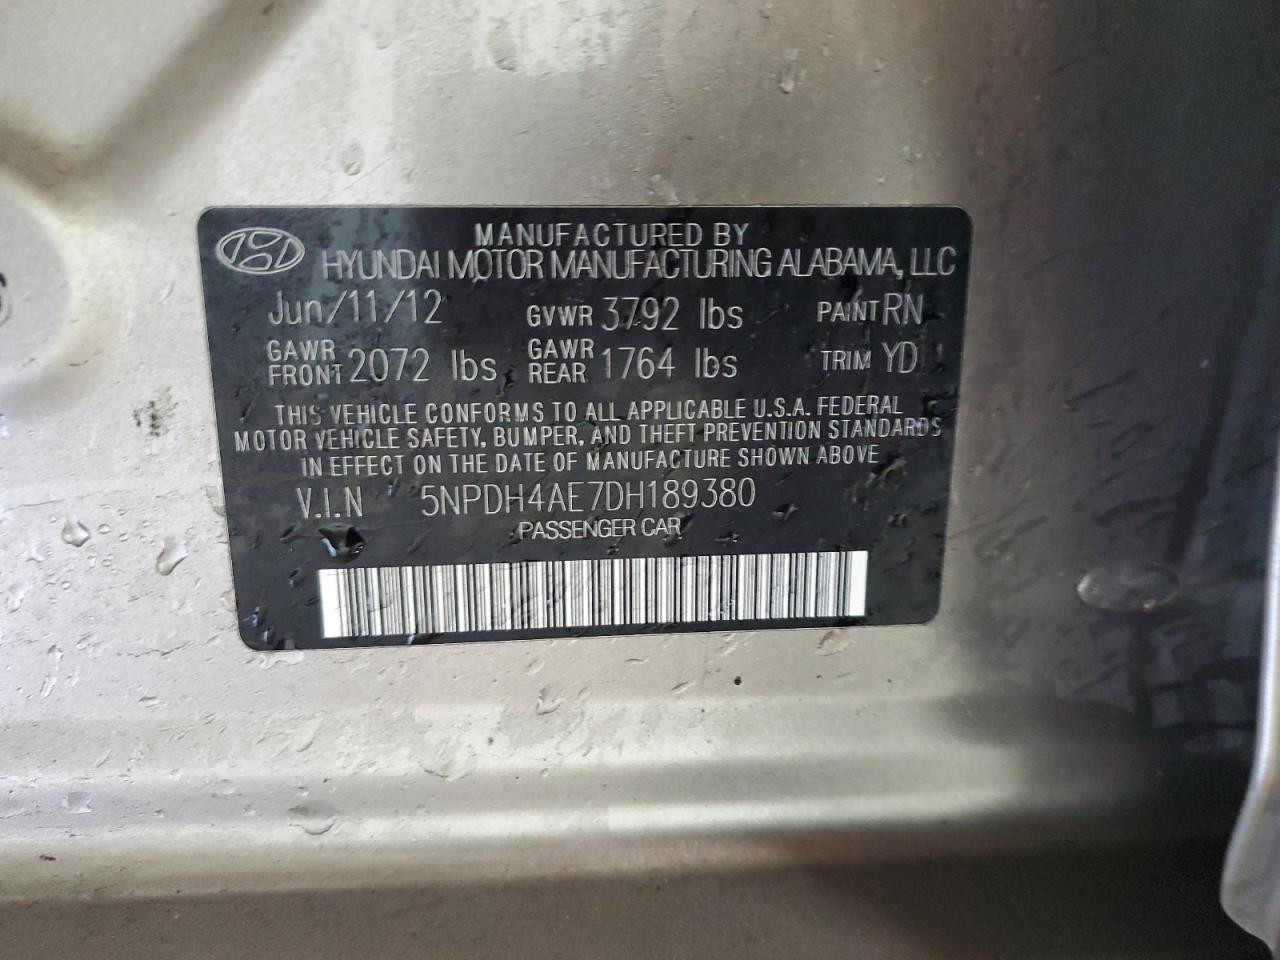 MANUFACTURED BY
HYUNDAI MOTOR MANUFACTURING ALABAMA, LLC
Jun/11/12 GVWR 3792 lbs PAINT RN
GAWR FRONT 2072 lbs GAWR REAR 1764 lbs TRIM YD
THIS VEHICLE CONFORMS TO ALL APPLICABLE U.S.A. FEDERAL
MOTOR VEHICLE SAFETY, BUMPER, AND THEFT PREVENTION STANDARDS
IN EFFECT ON THE DATE OF MANUFACTURE SHOWN ABOVE
V.I.N 5NPDH4AE7DH189380
PASSENGER CAR